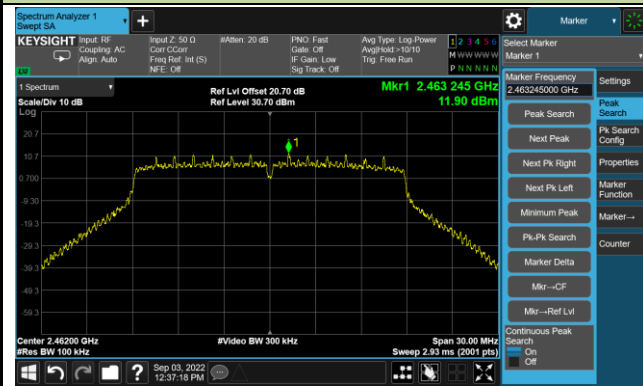 Spectrum Analyzer 1
Swept SA
Marker
KEYSIGHT
Input: RF
Coupling: AC
Align: Auto
Input Z: 50 Ω
Corr CCorr
Freq Ref: Int (S)
NFE: Off
#Atten: 20 dB
PNO: Fast
Gate: Off
IF Gain: Low
Sig Track: Off
Avg Type: Log-Power
Avg|Hold:>10/10
Trig: Free Run
1 2 3 4 5 6
M W W W W W
P N N N N N
LXI
Select Marker
Marker 1
1 Spectrum
Scale/Div 10 dB
Log
Ref Lvl Offset 20.70 dB
Ref Level 30.70 dBm
Mkr1 2.463 245 GHz
11.90 dBm
20.7
10.7
0.700
-9.30
-19.3
-29.3
-39.3
-49.3
-59.3
1
Center 2.46200 GHz
#Res BW 100 kHz
#Video BW 300 kHz
Span 30.00 MHz
Sweep 2.93 ms (2001 pts)
Marker Frequency
2.463245000 GHz
Peak Search
Next Peak
Next Pk Right
Next Pk Left
Minimum Peak
Pk-Pk Search
Marker Delta
Mkr→CF
Mkr→Ref Lvl
Continuous Peak
Search
On
Off
Settings
Peak
Search
Pk Search
Config
Properties
Marker
Function
Marker→
Counter
Sep 03, 2022
12:37:18 PM